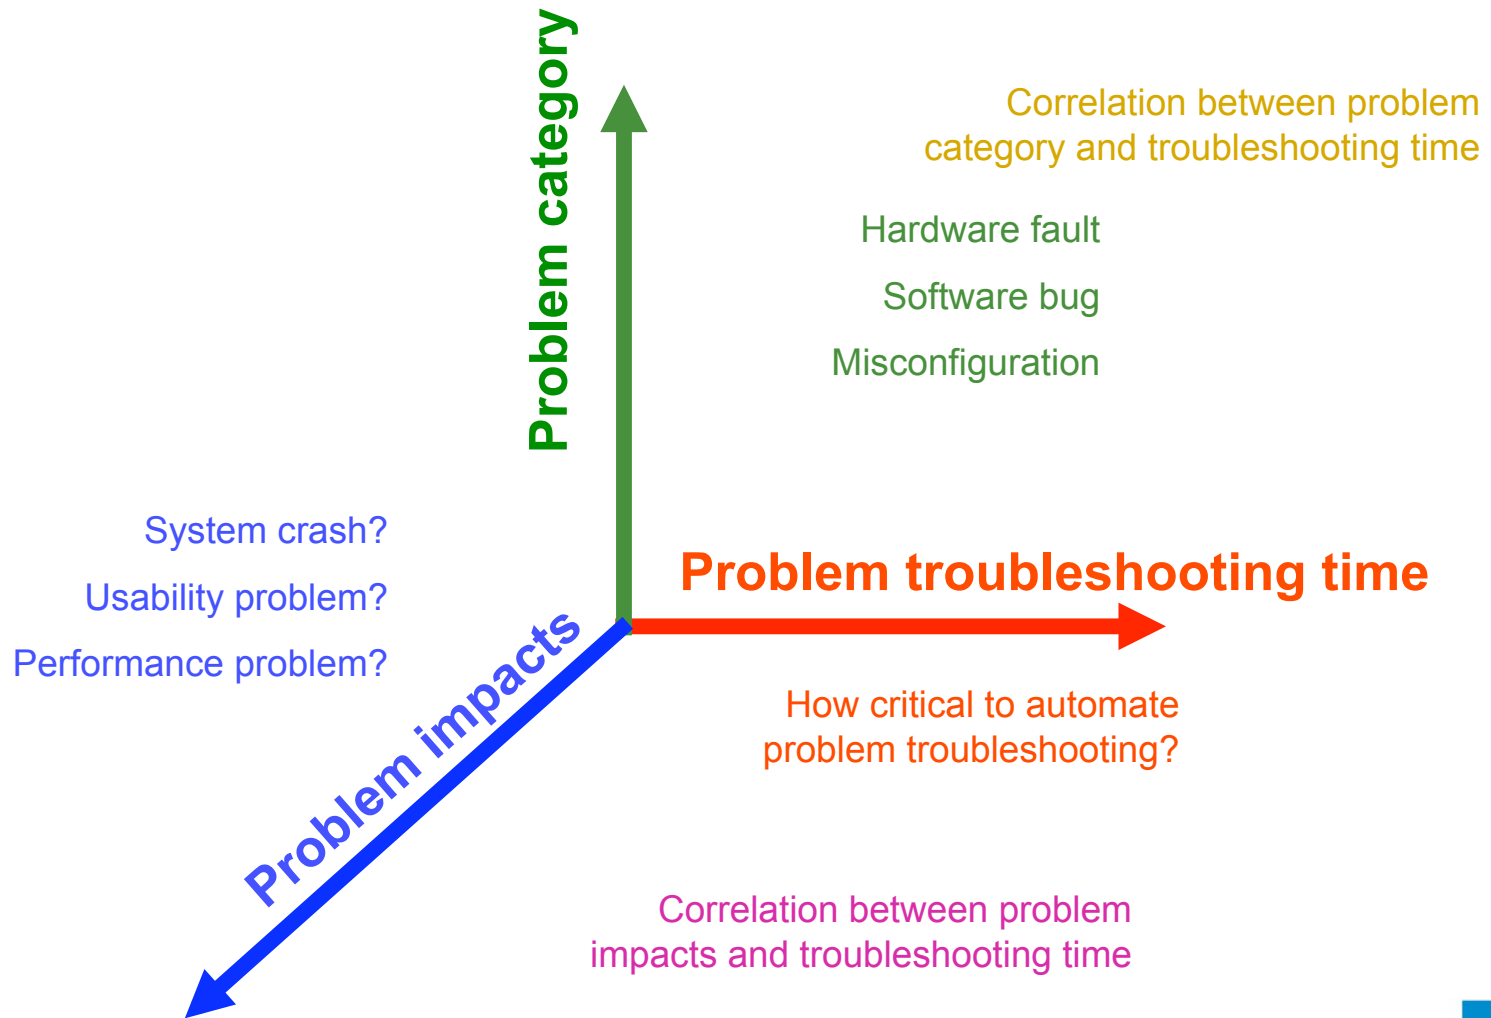 Problem category
Correlation between problem
category and troubleshooting time
Hardware fault
Software bug
Misconfiguration
System crash?
Usability problem?
Performance problem?
Problem troubleshooting time
Problem impacts
How critical to automate
problem troubleshooting?
Correlation between problem
impacts and troubleshooting time